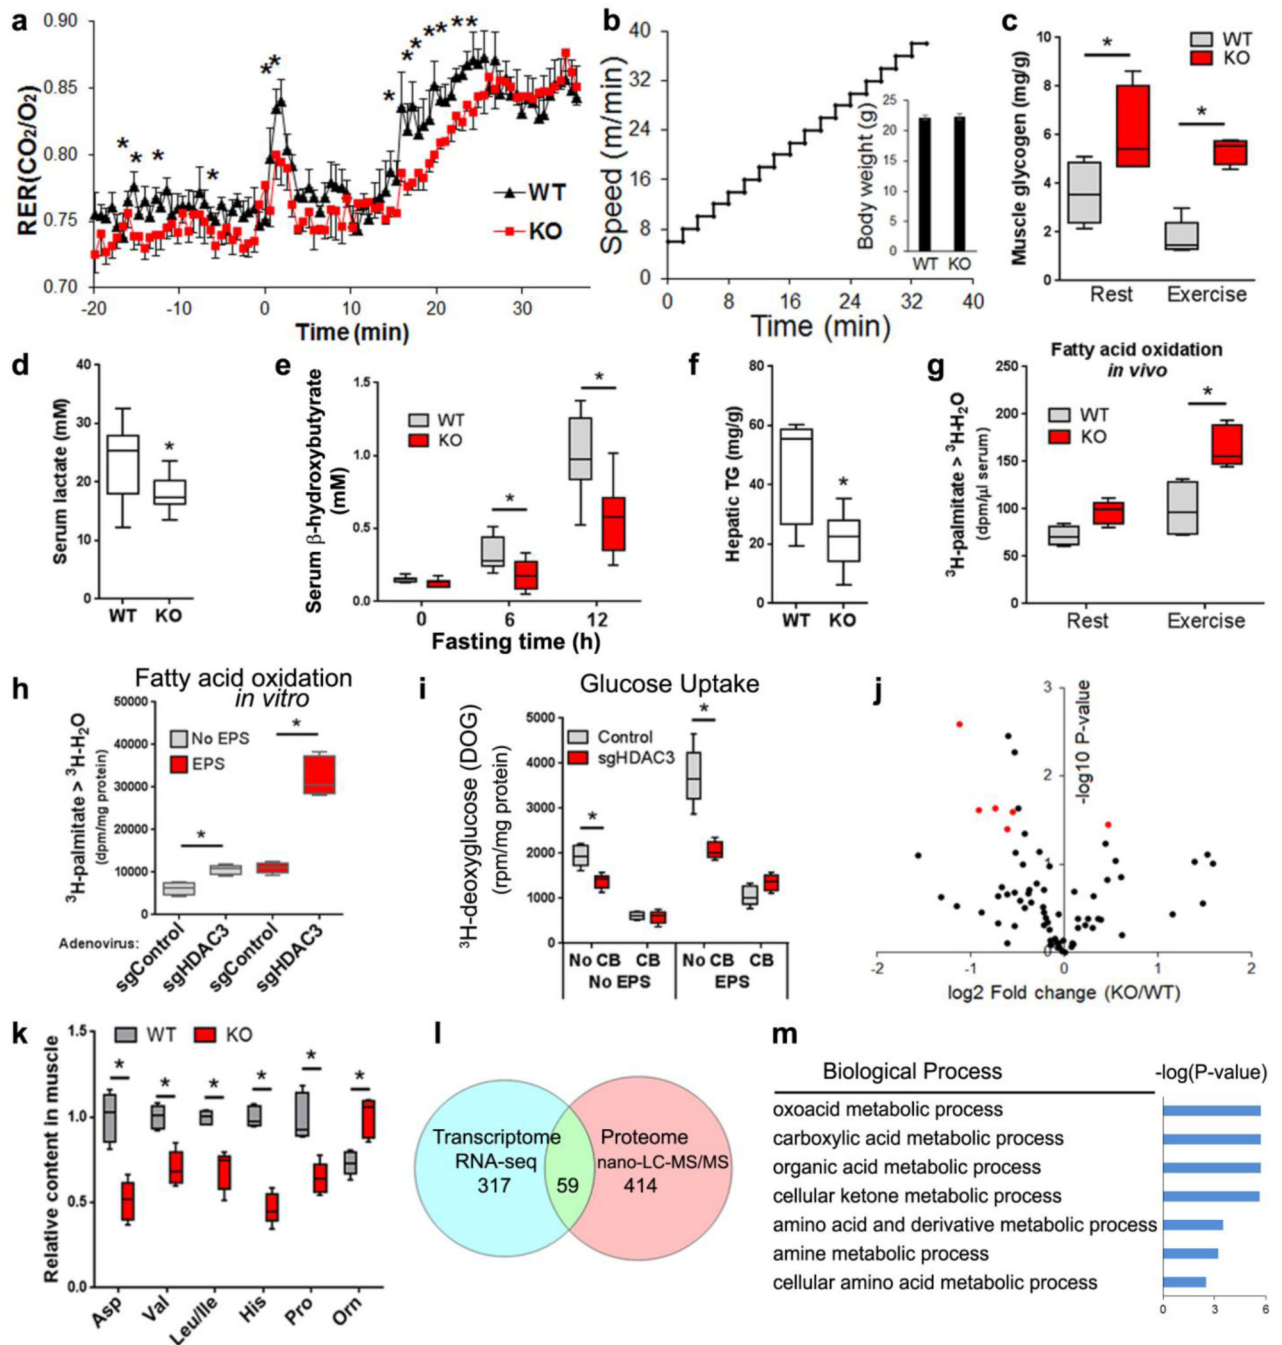 a
0.90
0.85
0.80
0.75
0.70
RER(CO2/O2)
-20
-10
0
10
20
30
Time (min)
WT
KO
* * * * * * * * * * * * *
b
40
32
24
16
8
0
Speed (m/min)
0
8
16
24
32
40
Time (min)
Body weight (g)
25
20
15
10
5
0
WT
KO
c
10
8
6
4
2
0
Muscle glycogen (mg/g)
WT
KO
*
*
Rest
Exercise
d
40
30
20
10
0
Serum lactate (mM)
*
WT
KO
e
1.5
1.0
0.5
0.0
Serum β-hydroxybutyrate
(mM)
WT
KO
*
*
0
6
12
Fasting time (h)
f
80
60
40
20
0
Hepatic TG (mg/g)
*
WT
KO
g
Fatty acid oxidation
in vivo
250
200
150
100
50
0
³H-palmitate > ³H-H₂O
(dpm/µl serum)
WT
KO
*
Rest
Exercise
h
Fatty acid oxidation
in vitro
50000
40000
30000
20000
10000
0
³H-palmitate > ³H-H₂O
(dpm/mg protein)
No EPS
EPS
*
*
Adenovirus:
sgControl
sgHDAC3
sgControl
sgHDAC3
i
Glucose Uptake
5000
4000
3000
2000
1000
0
³H-deoxyglucose (DOG)
(rpm/mg protein)
Control
sgHDAC3
*
*
No CB
CB
No CB
CB
No EPS
EPS
j
3
2
1
0
-log10 P-value
-2
-1
0
1
2
log2 Fold change (KO/WT)
k
1.5
1.0
0.5
0.0
Relative content in muscle
WT
KO
* * * * * *
Asp
Val
Leu/Ile
His
Pro
Orn
l
Transcriptome
RNA-seq
317
59
Proteome
nano-LC-MS/MS
414
m
Biological Process
-log(P-value)
oxoacid metabolic process
carboxylic acid metabolic process
organic acid metabolic process
cellular ketone metabolic process
amino acid and derivative metabolic process
amine metabolic process
cellular amino acid metabolic process
0
3
6